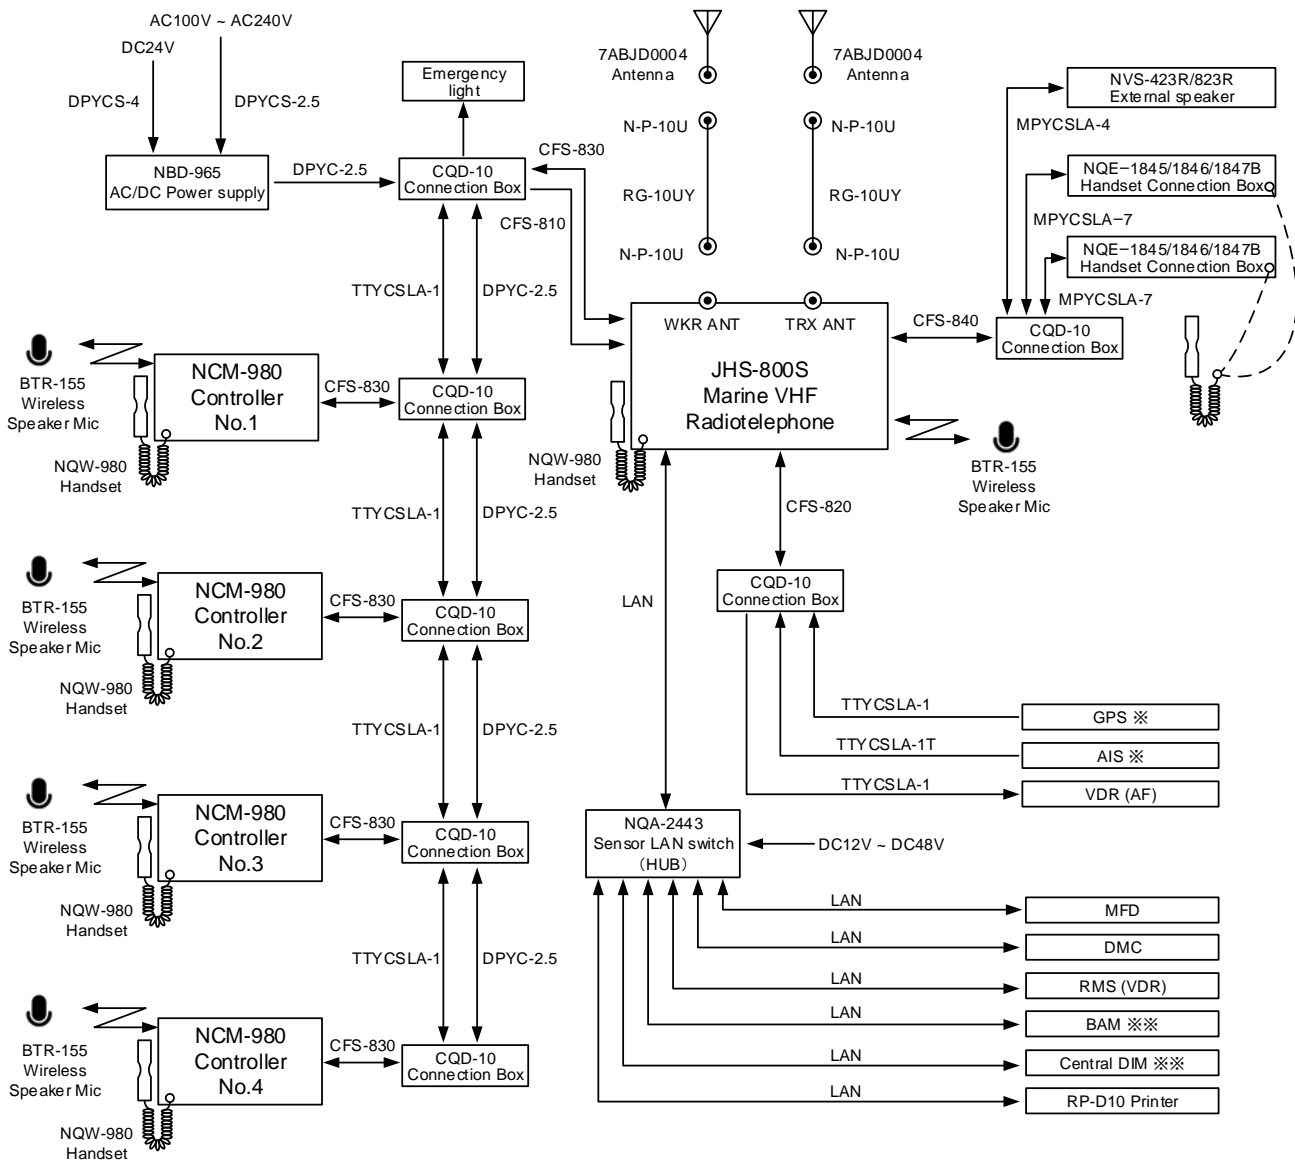 AC100V ~ AC240V
DC24V
DPYCS-4
DPYCS-2.5
NBD-965
AC/DC Power supply
DPYC-2.5
Emergency
light
CQD-10
Connection Box
CFS-830
CFS-810
7ABJD0004
Antenna
7ABJD0004
Antenna
N-P-10U
N-P-10U
RG-10UY
RG-10UY
N-P-10U
N-P-10U
NVS-423R/823R
External speaker
MPYCSLA-4
NQE-1845/1846/1847B
Handset Connection Box
MPYCSLA-7
NQE-1845/1846/1847B
Handset Connection Box
MPYCSLA-7
TTYCSLA-1
DPYC-2.5
WKR ANT
TRX ANT
JHS-800S
Marine VHF
Radiotelephone
CFS-840
CQD-10
Connection Box
BTR-155
Wireless
Speaker Mic
NCM-980
Controller
No.1
CFS-830
CQD-10
Connection Box
NQW-980
Handset
NQW-980
Handset
BTR-155
Wireless
Speaker Mic
TTYCSLA-1
DPYC-2.5
CFS-820
BTR-155
Wireless
Speaker Mic
NCM-980
Controller
No.2
CFS-830
CQD-10
Connection Box
NQW-980
Handset
LAN
CQD-10
Connection Box
TTYCSLA-1
DPYC-2.5
TTYCSLA-1
GPS ※
TTYCSLA-1T
AIS ※
TTYCSLA-1
VDR (AF)
BTR-155
Wireless
Speaker Mic
NCM-980
Controller
No.3
CFS-830
CQD-10
Connection Box
NQW-980
Handset
NQA-2443
Sensor LAN switch
(HUB)
DC12V ~ DC48V
TTYCSLA-1
DPYC-2.5
LAN
MFD
LAN
DMC
LAN
RMS (VDR)
LAN
BAM ※※
LAN
Central DIM ※※
LAN
RP-D10 Printer
BTR-155
Wireless
Speaker Mic
NCM-980
Controller
No.4
CFS-830
CQD-10
Connection Box
NQW-980
Handset